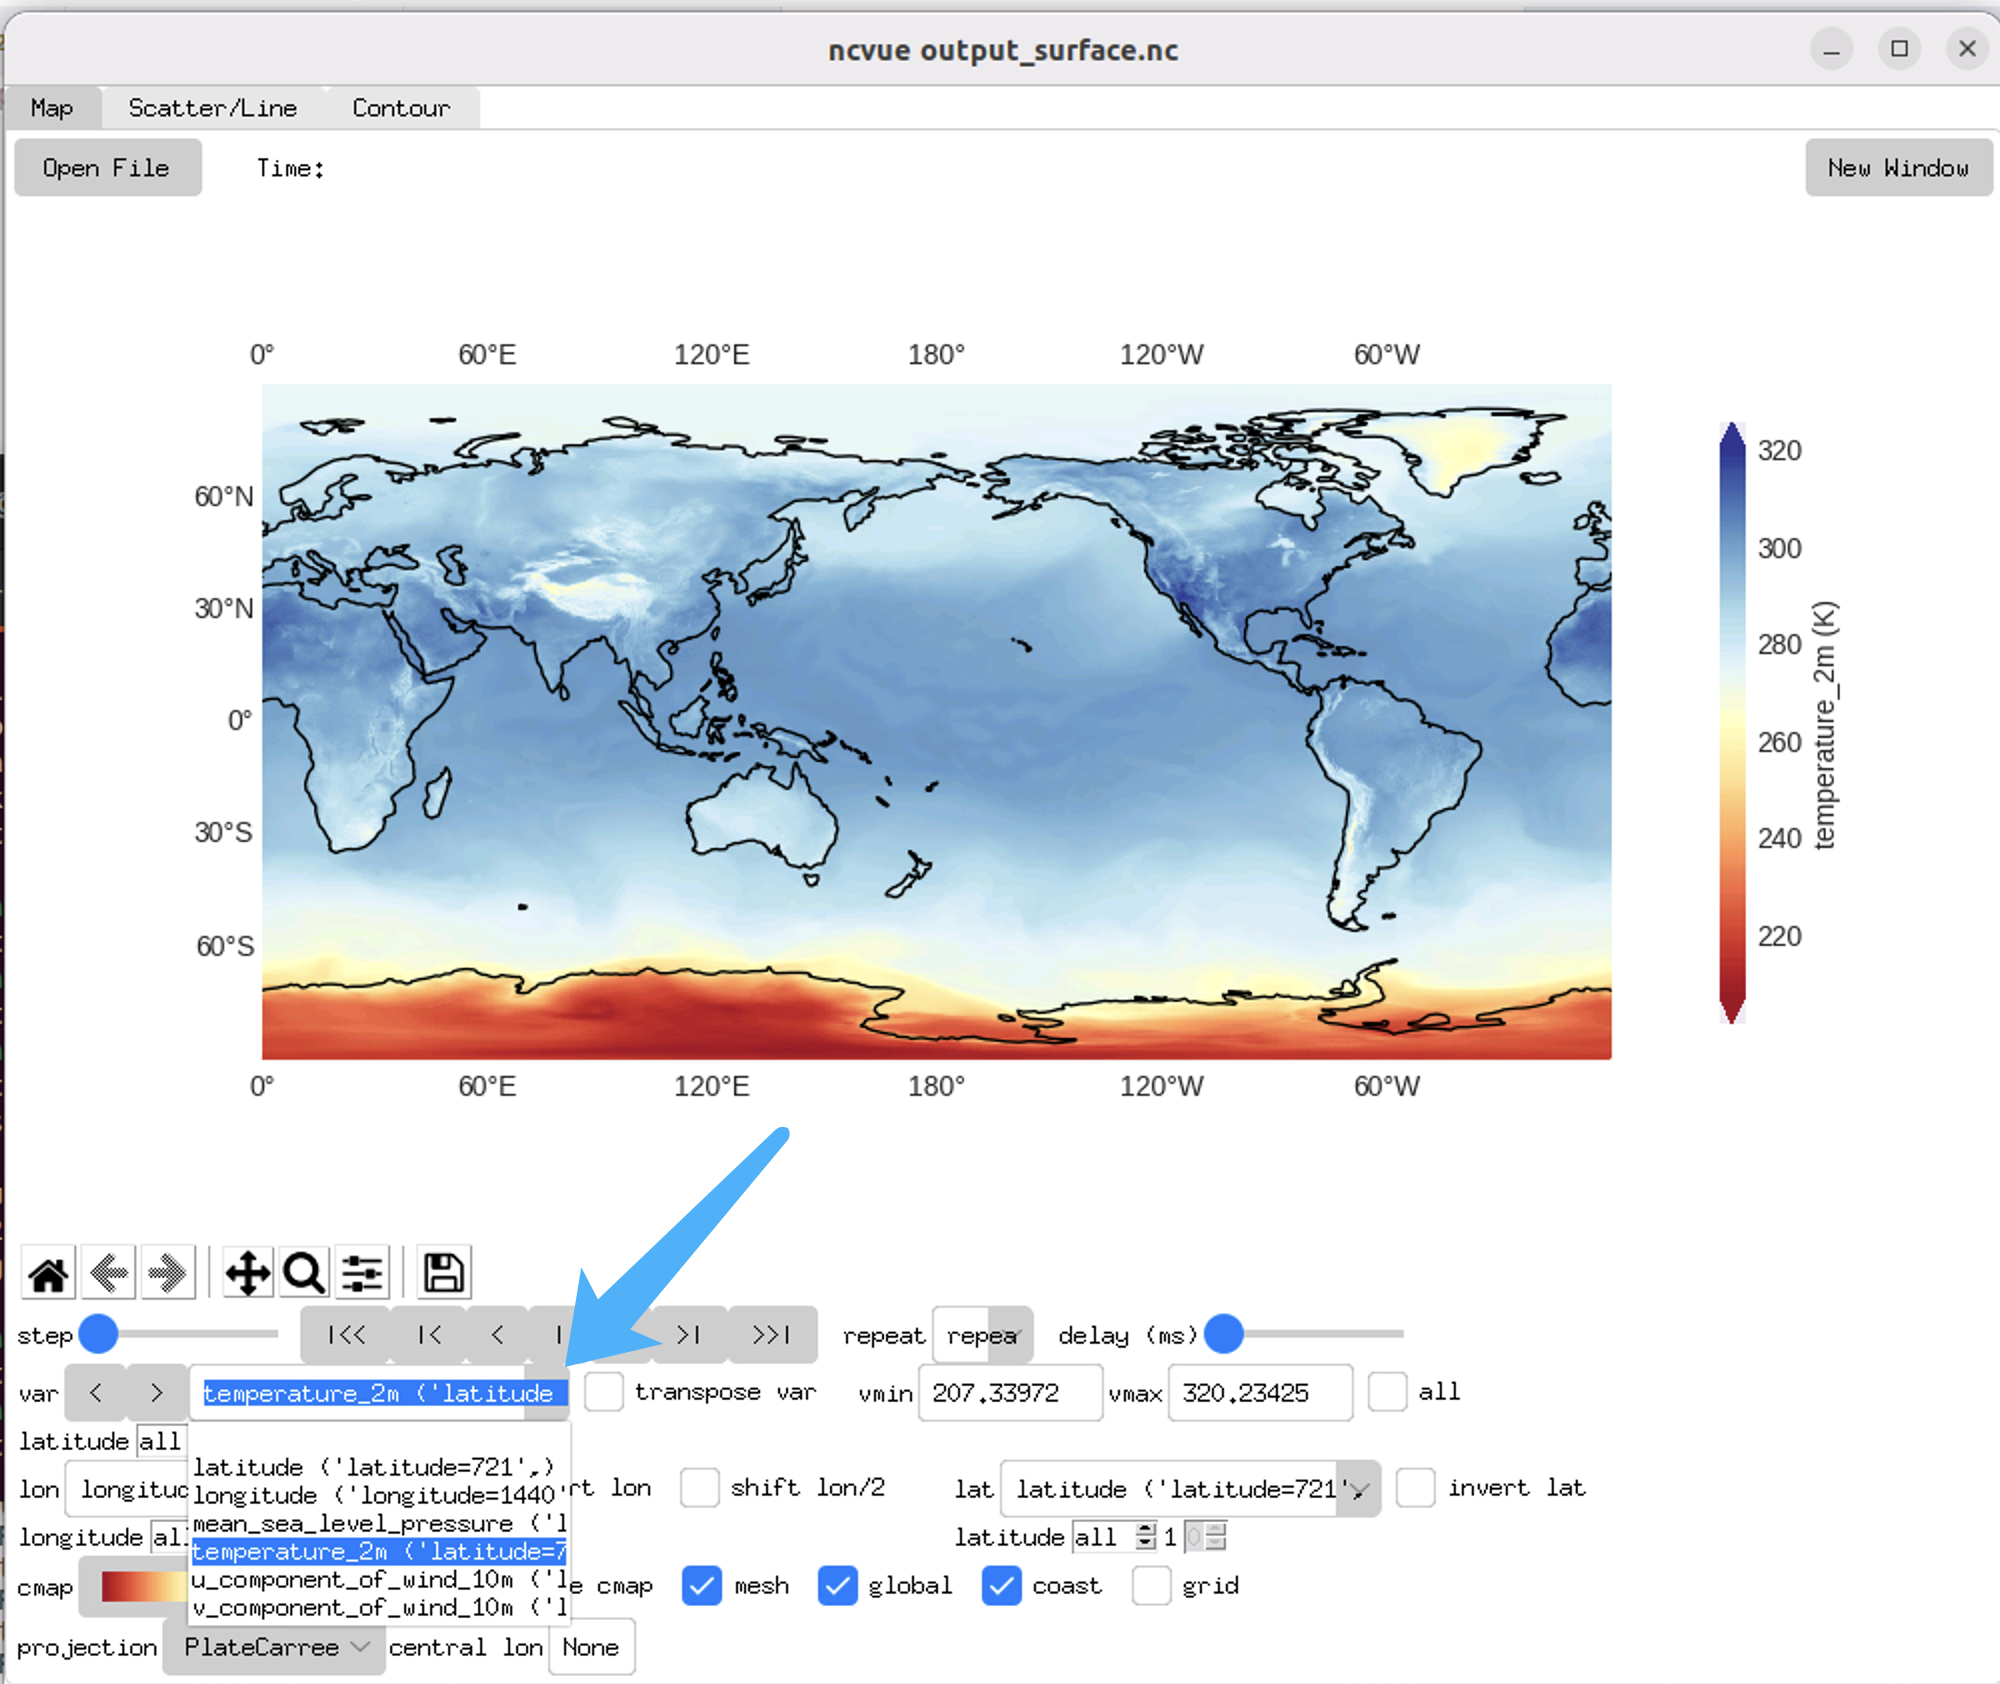 ncvue output_surface.nc
Map Scatter/Line Contour
Open File Time: New Window
0° 60°E 120°E 180° 120°W 60°W
60°N
30°N
0°
30°S
60°S
0° 60°E 120°E 180° 120°W 60°W
320
300
280
260
240
220
temperature_2m (K)
step |<< |< < >| >>| repeat repea delay (ms)
var < > temperature_2m ('latitude transpose var vmin 207.33972 vmax 320.23425 all
latitude all
latitude ('latitude=721',)
lon longitud rt lon shift lon/2 lat latitude ('latitude=721', invert lat
longitude ('longitude=1440'
mean_sea_level_pressure ('l
longitude al latitude all 1 0
temperature_2m ('latitude=7
u_component_of_wind_10m ('l
cmap e cmap mesh global coast grid
v_component_of_wind_10m ('l
projection PlateCarree central lon None